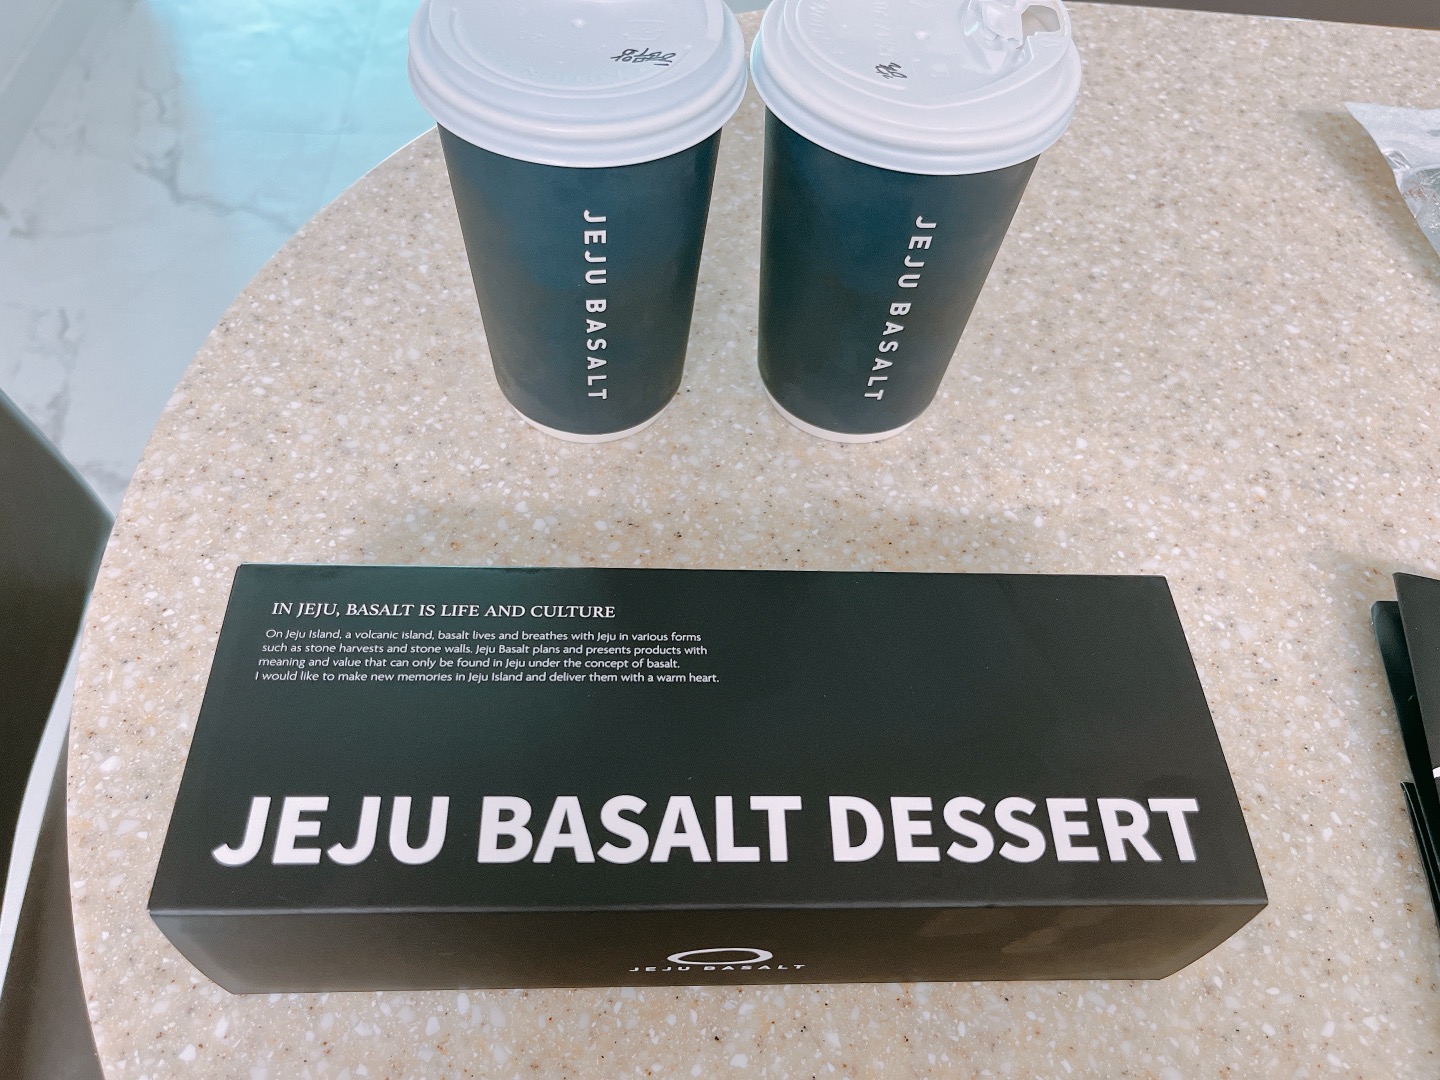 JEJU BASALT
JEJU BASALT
IN JEJU, BASALT IS LIFE AND CULTURE
On Jeju Island, a volcanic island, basalt lives and breathes with Jeju in various forms
such as stone harvests and stone walls. Jeju Basalt plans and presents products with
meaning and value that can only be found in Jeju under the concept of basalt.
I would like to make new memories in Jeju Island and deliver them with a warm heart.
JEJU BASALT DESSERT
JEJU BASALT